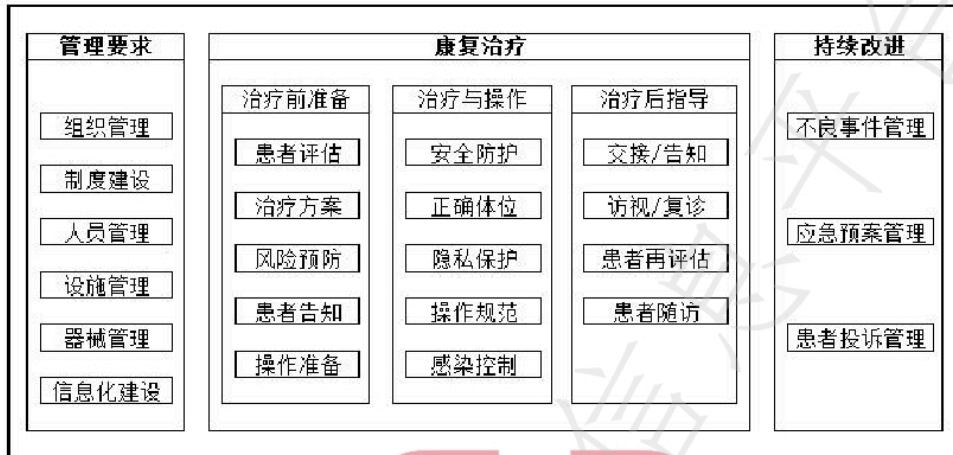 管理要求
组织管理
制度建设
人员管理
设施管理
器械管理
信息化建设
康复治疗
治疗前准备
患者评估
治疗方案
风险预防
患者告知
操作准备
治疗与操作
安全防护
正确体位
隐私保护
操作规范
感染控制
治疗后指导
交接/告知
访视/复诊
患者再评估
患者随访
持续改进
不良事件管理
应急预案管理
患者投诉管理